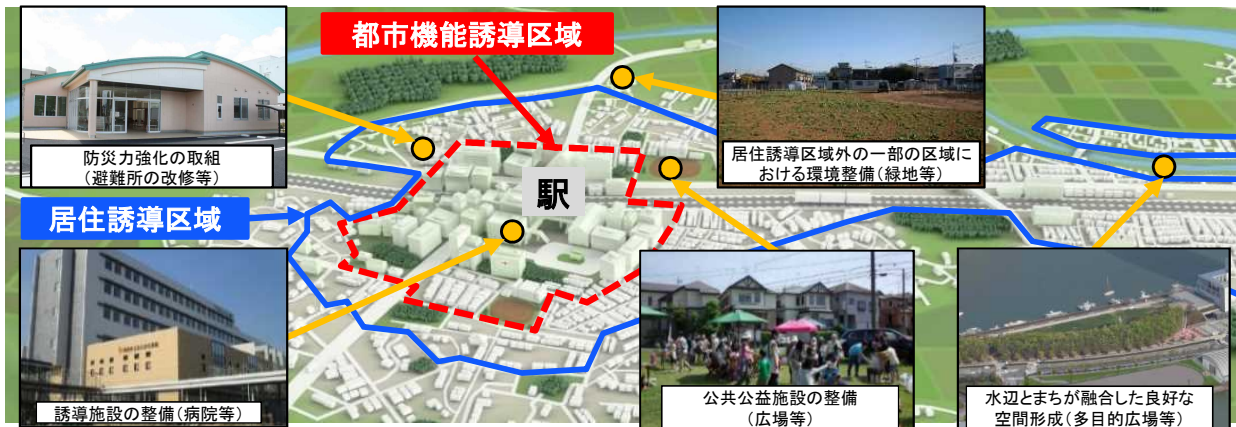 都市機能誘導区域
防災力強化の取組
(避難所の改修等)
居住誘導区域外の一部の区域に
おける環境整備(緑地等)
駅
居住誘導区域
誘導施設の整備(病院等)
公共公益施設の整備
(広場等)
水辺とまちが融合した良好な
空間形成(多目的広場等)